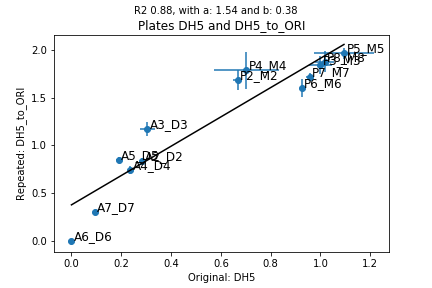 R2 0.88, with a: 1.54 and b: 0.38
Plates DH5 and DH5_to_ORI
2.0
1.5
1.0
0.5
0.0
Repeated: DH5_to_ORI
P5_M5
P4_M4
P2_M2
P7_M7
P6_M6
A3_D3
A5_D5
A4_D4
A7_D7
A6_D6
0.0 0.2 0.4 0.6 0.8 1.0 1.2
Original: DH5